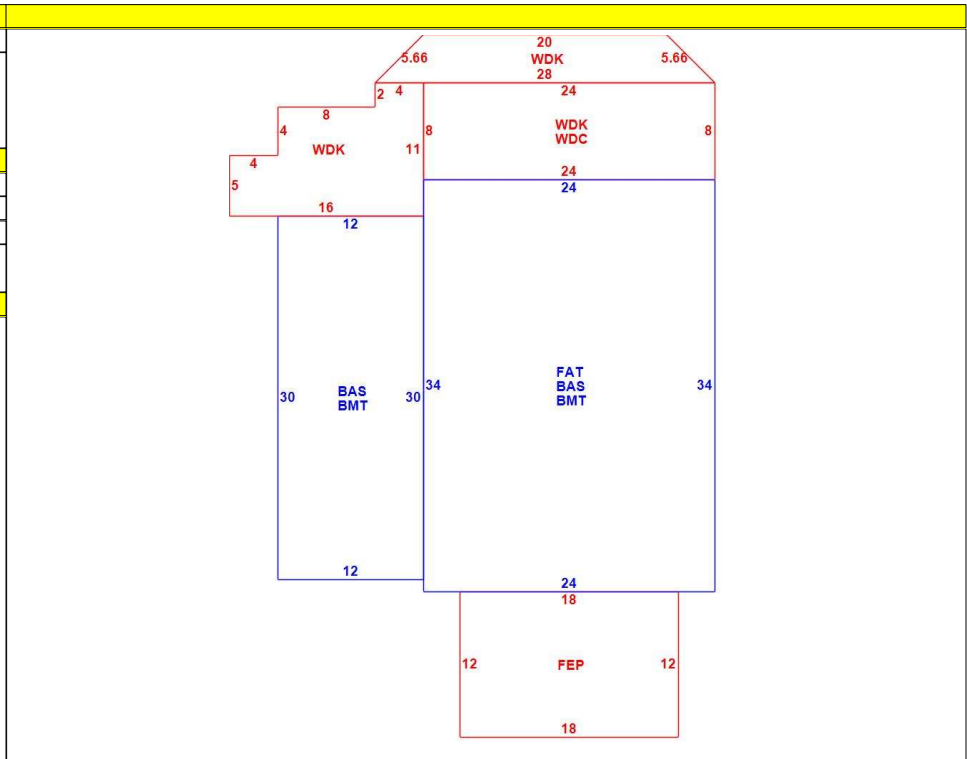 20
5.66 WDK 5.66
28
2 4 24
8
4 8 WDK 8
WDC
WDK 11
4
24
5 24
16
12
FAT
34 BAS 34
BMT
30 BAS 30
BMT
12
24
18
12 FEP 12
18